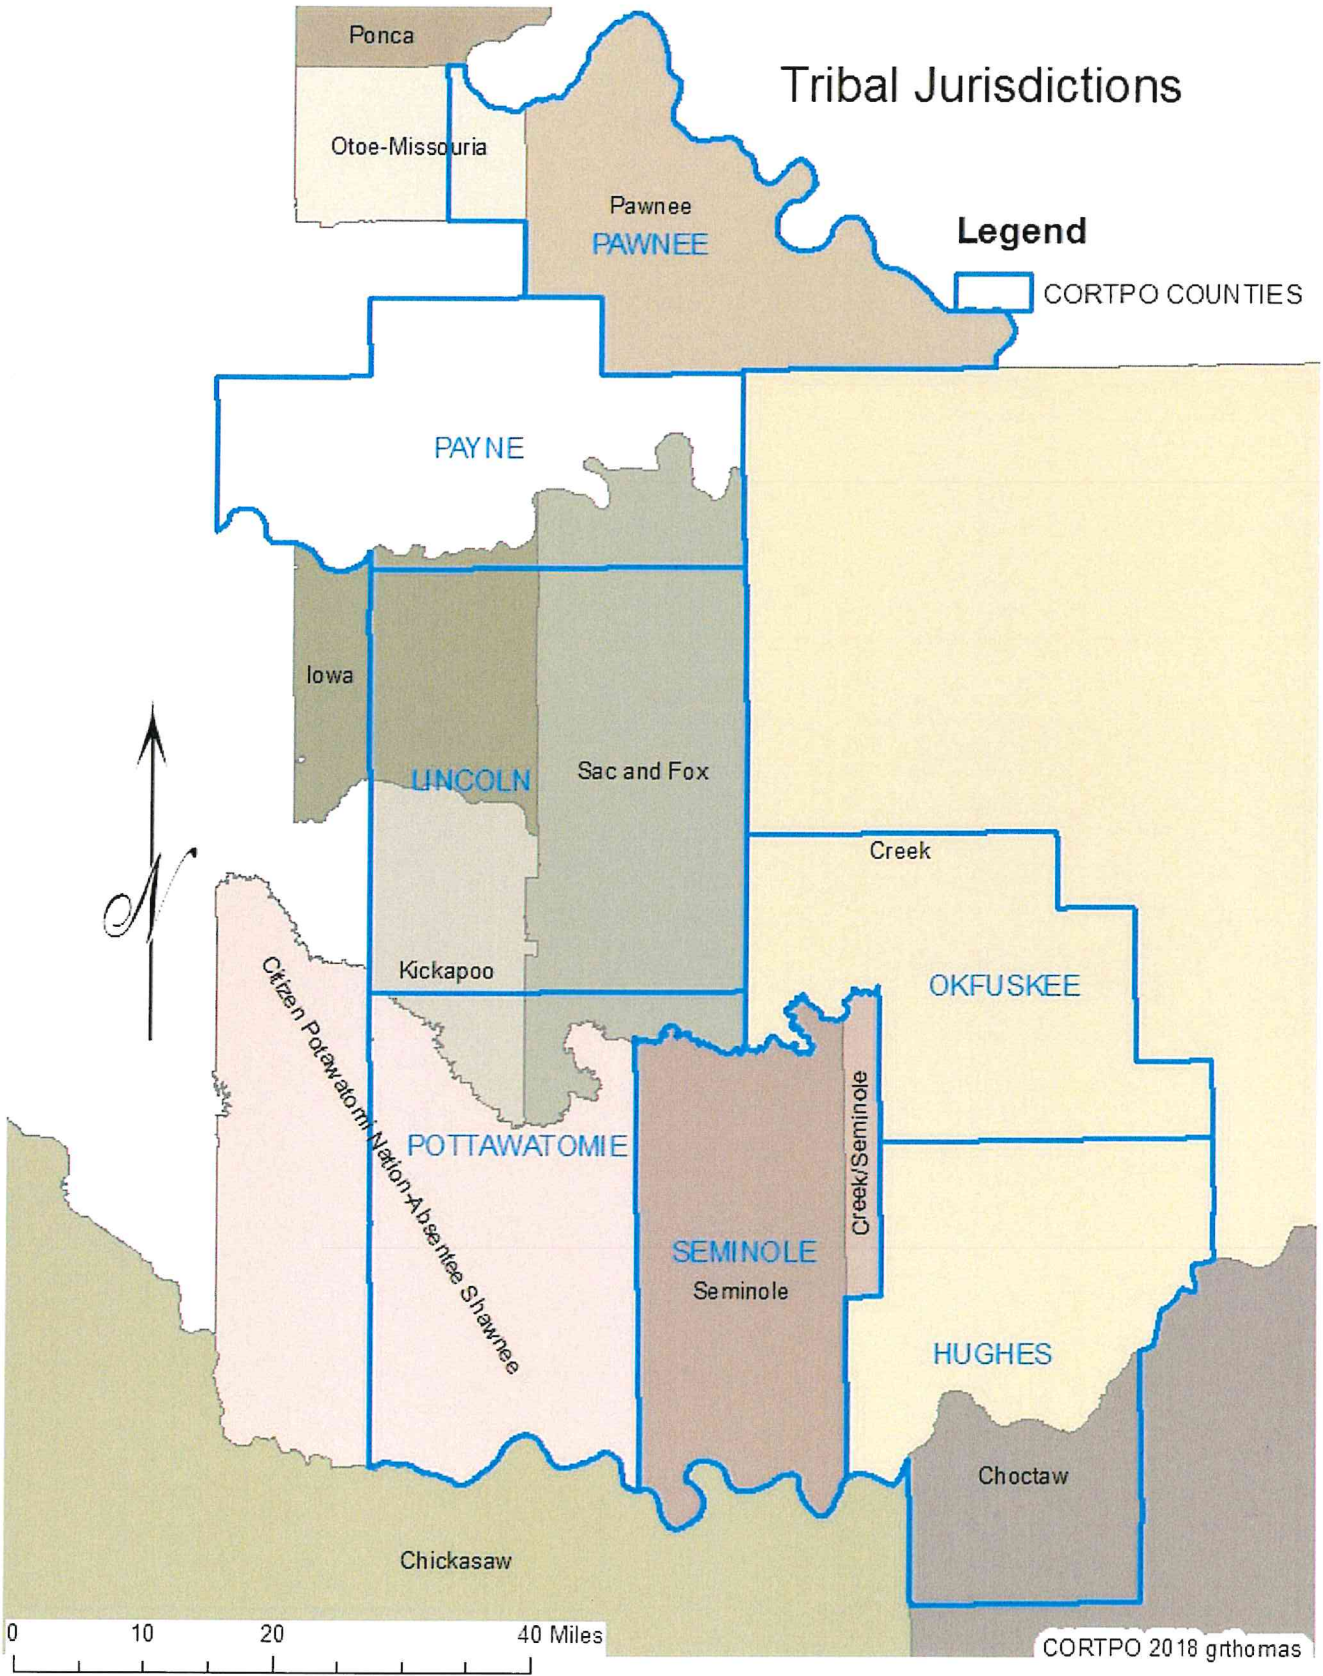 Ponca
Tribal Jurisdictions
Otoe-Missouria
Pawnee
PAWNEE
Legend
CORTPO COUNTIES
PAYNE
Iowa
LINCOLN
Sac and Fox
Creek
N
Kickapoo
OKFUSKEE
Citizen Potawatomi Nation-Absentee Shawnee
POTTAWATOMIE
Creek/Seminole
SEMINOLE
Seminole
HUGHES
Choctaw
Chickasaw
0 10 20 40 Miles
CORTPO 2018 grthomas